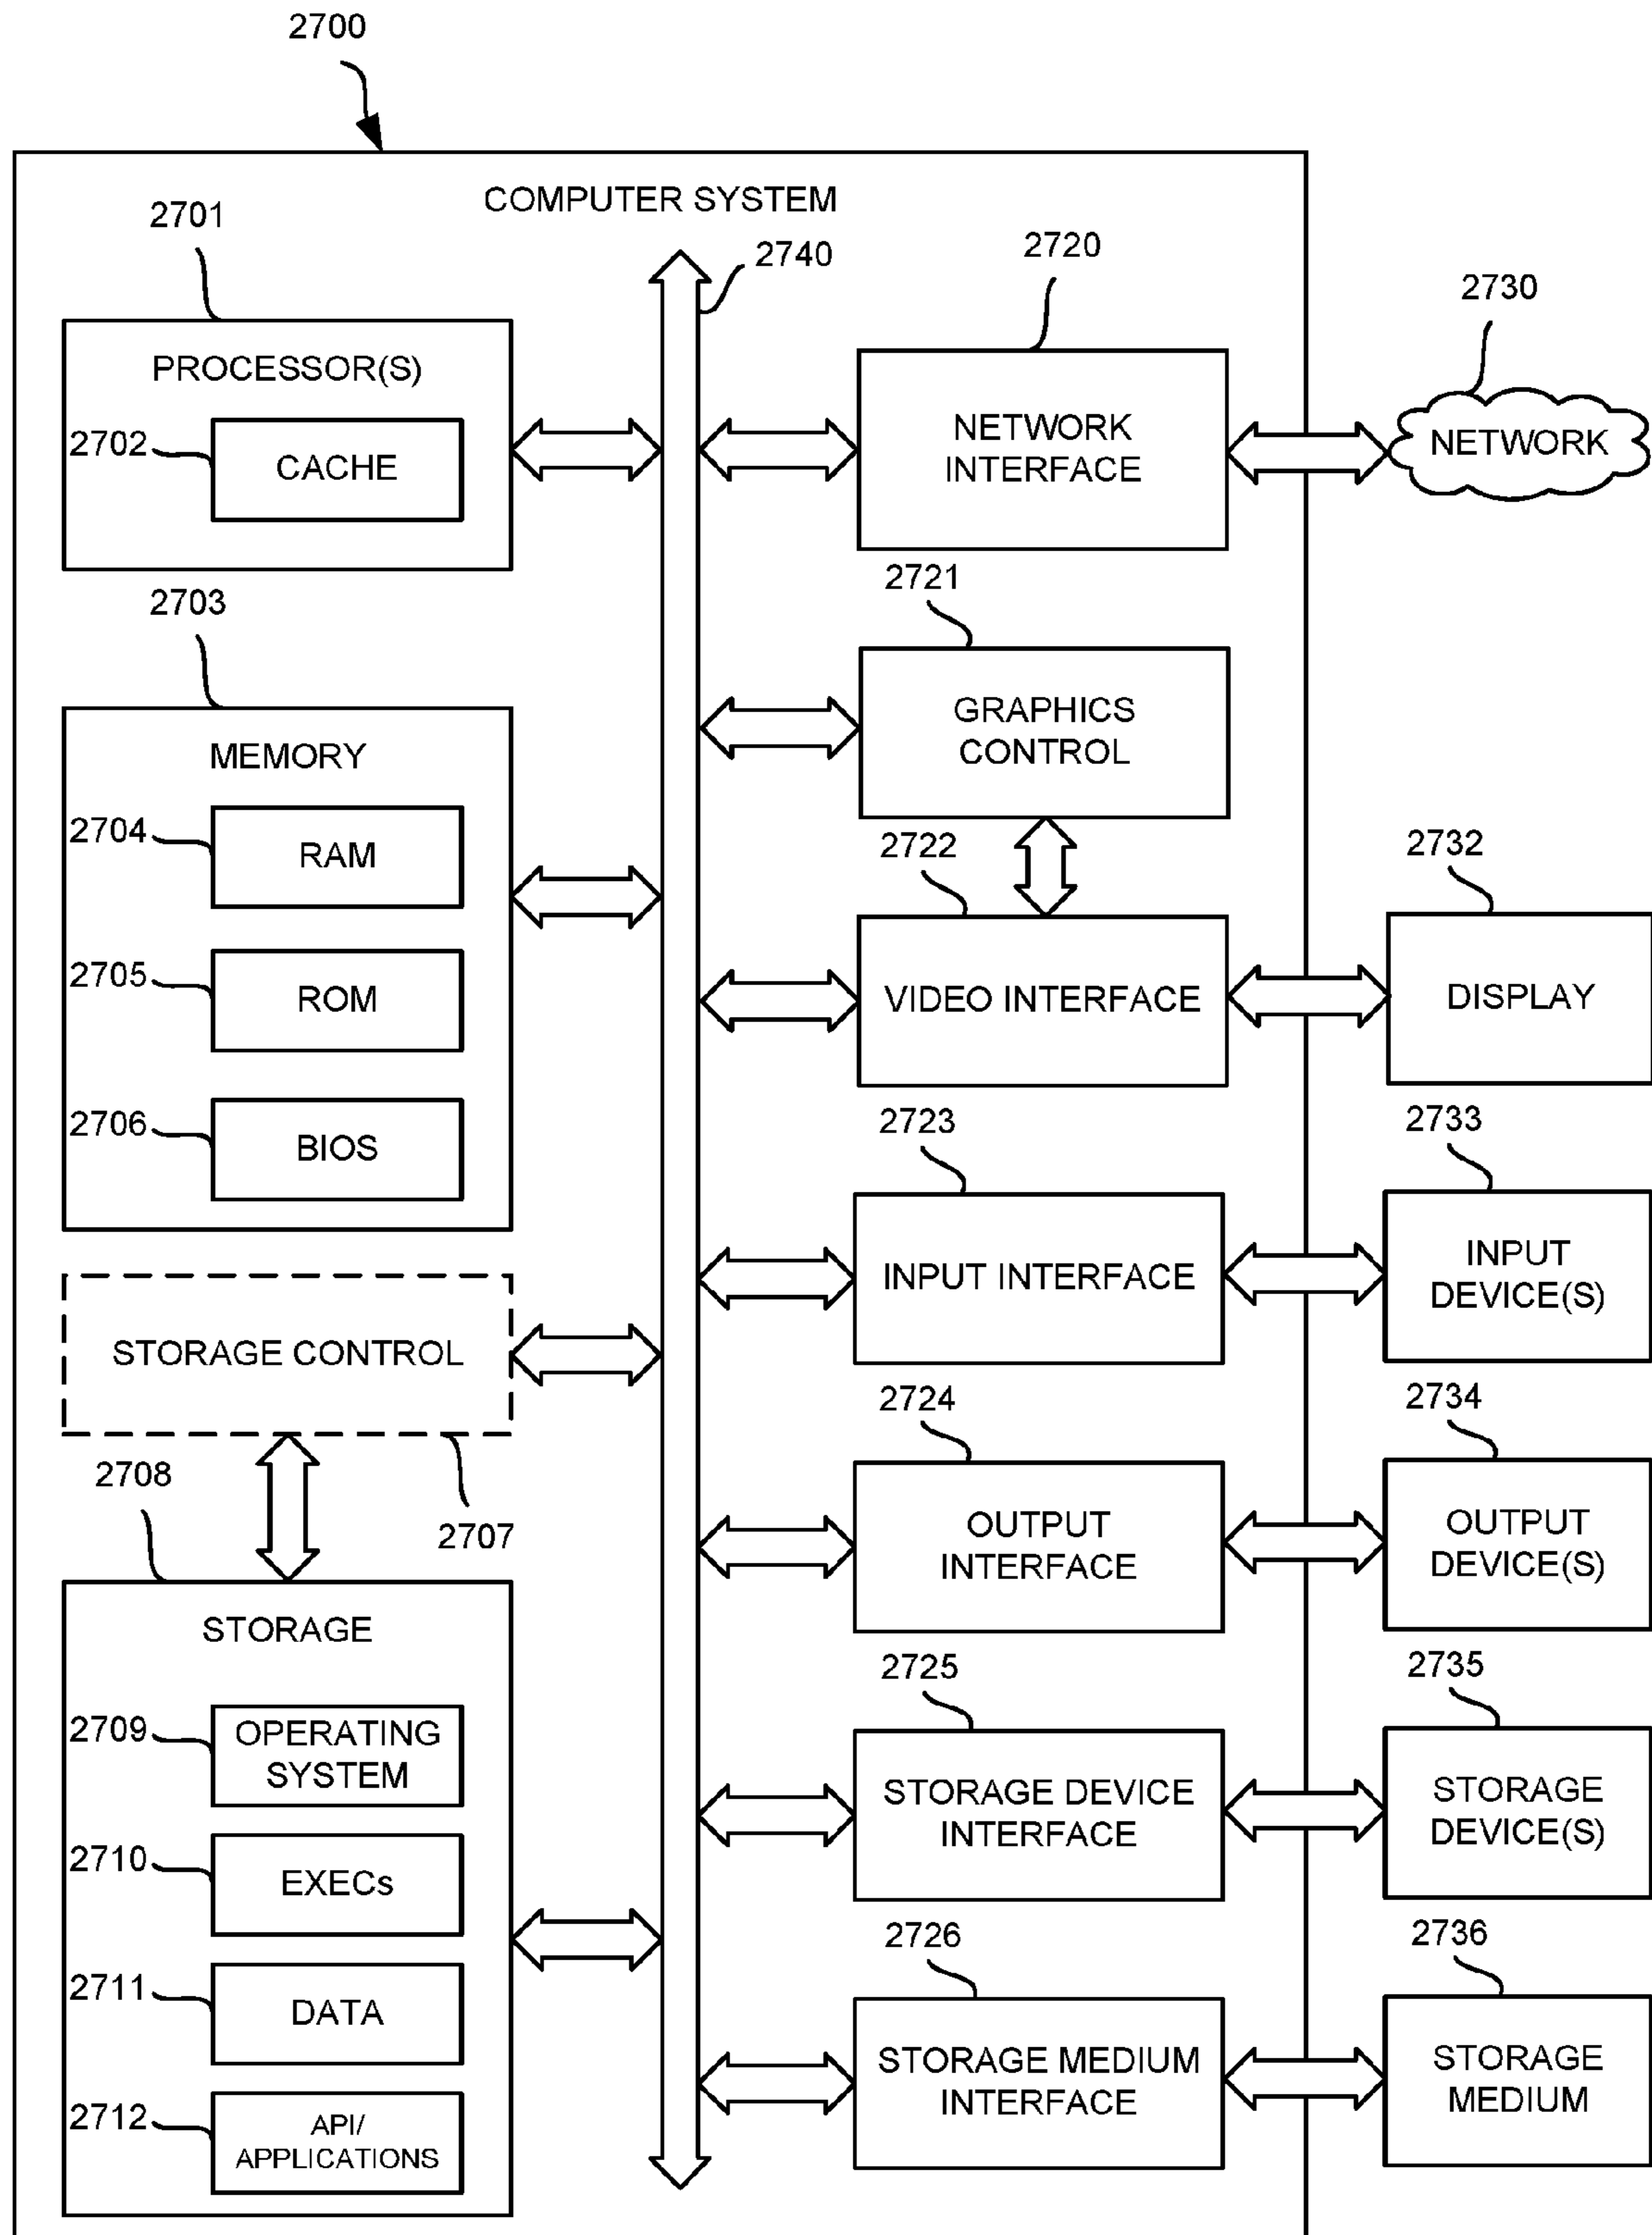 2700
COMPUTER SYSTEM
2740
2701
PROCESSOR(S)
2702
CACHE
2703
MEMORY
2704
RAM
2705
ROM
2706
BIOS
STORAGE CONTROL
2707
2708
STORAGE
2709
OPERATING
SYSTEM
2710
EXECs
2711
DATA
2712
API/
APPLICATIONS
2720
NETWORK
INTERFACE
2730
NETWORK
2721
GRAPHICS
CONTROL
2722
VIDEO INTERFACE
2732
DISPLAY
2723
INPUT INTERFACE
2733
INPUT
DEVICE(S)
2724
OUTPUT
INTERFACE
2734
OUTPUT
DEVICE(S)
2725
STORAGE DEVICE
INTERFACE
2735
STORAGE
DEVICE(S)
2726
STORAGE MEDIUM
INTERFACE
2736
STORAGE
MEDIUM